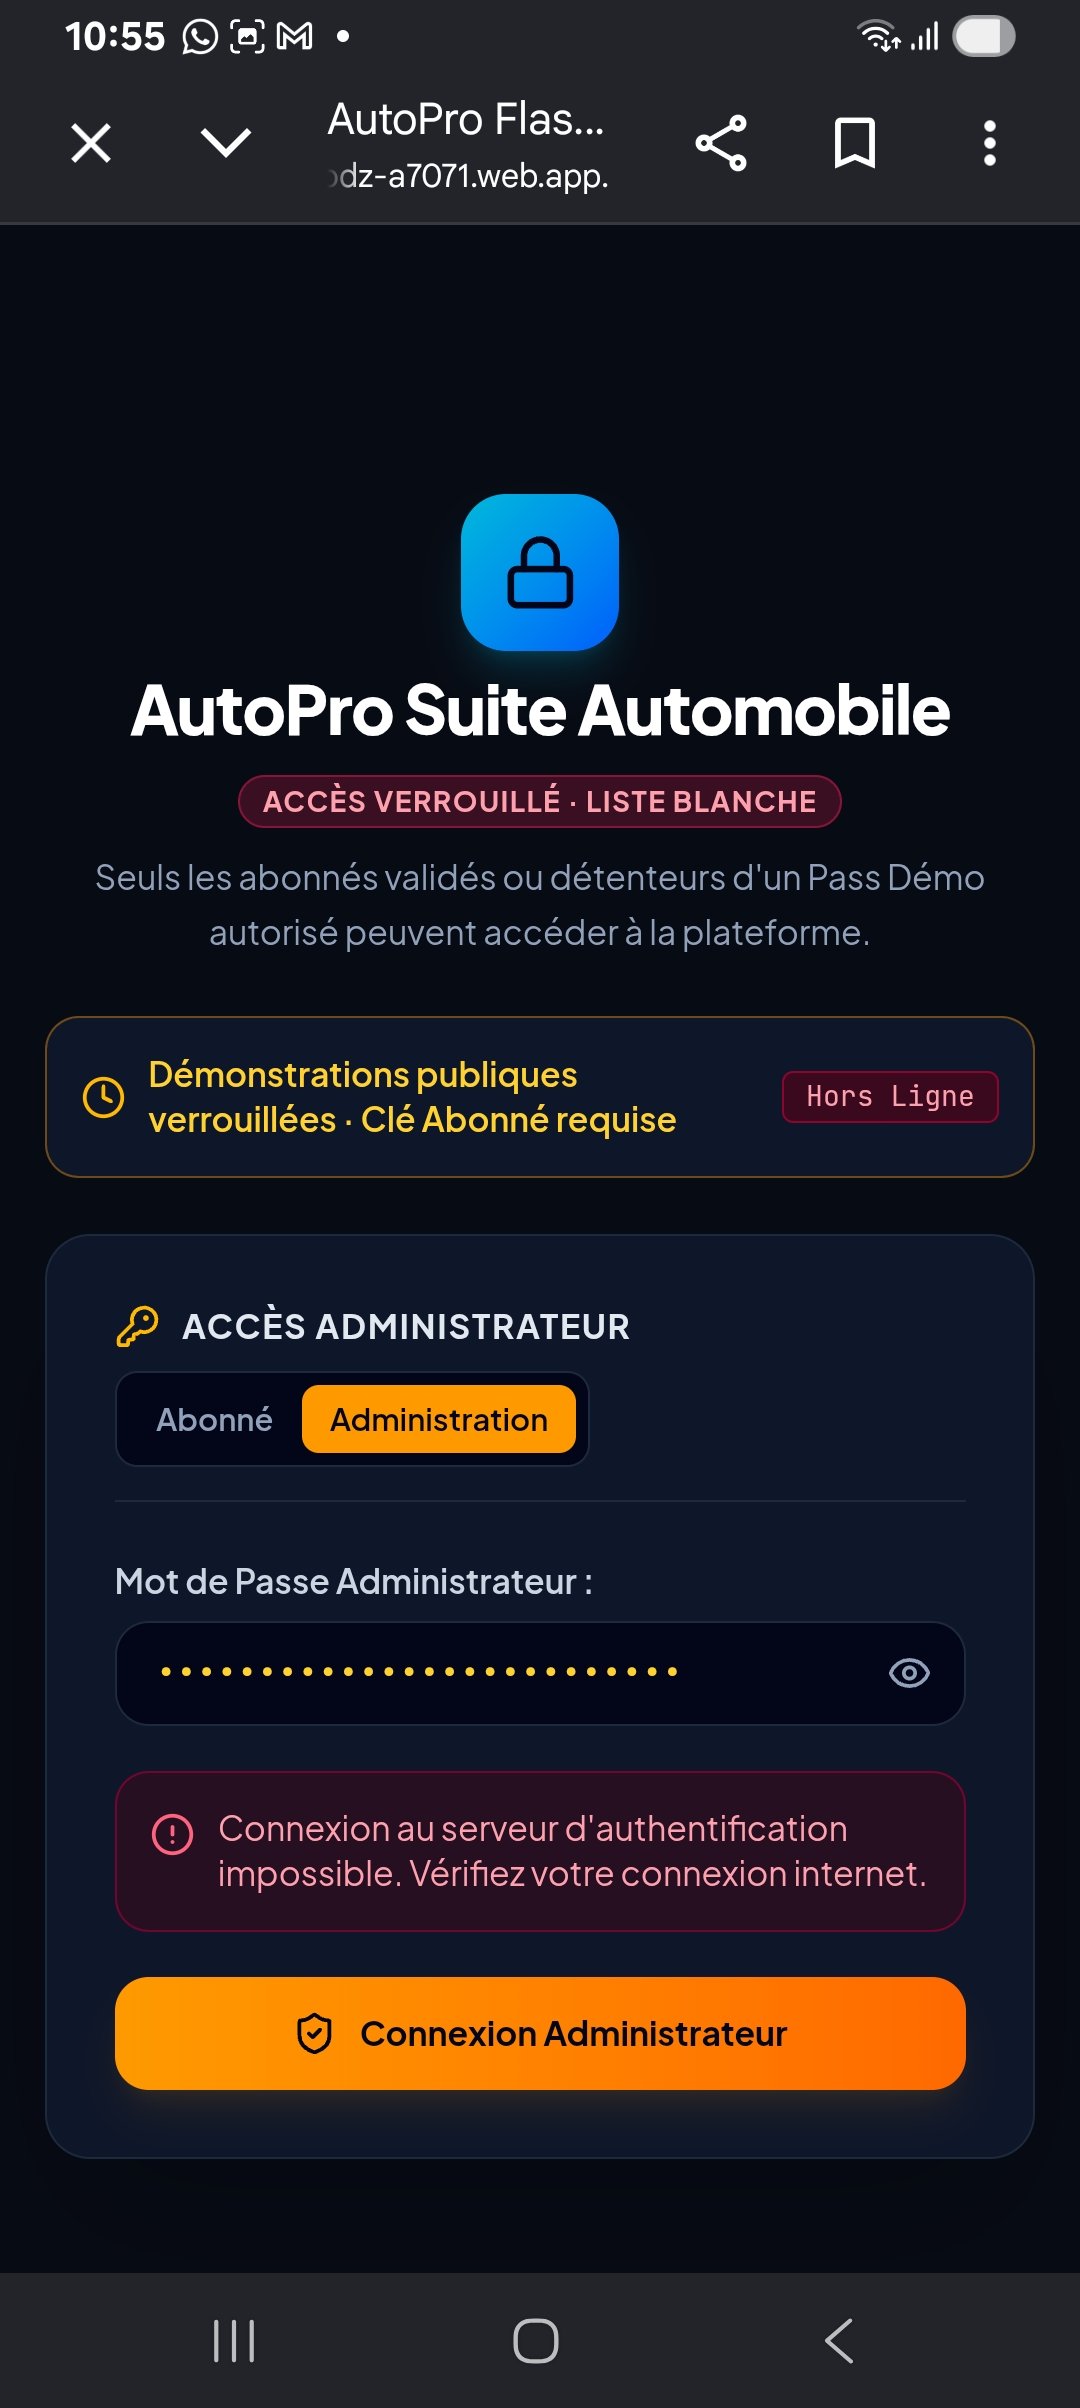 10:55
AutoPro Flas...
odz-a7071.web.app.
AutoPro Suite Automobile
ACCÈS VERROUILLÉ · LISTE BLANCHE
Seuls les abonnés validés ou détenteurs d'un Pass Démo
autorisé peuvent accéder à la plateforme.
Démonstrations publiques
verrouillées · Clé Abonné requise
Hors Ligne
ACCÈS ADMINISTRATEUR
Abonné
Administration
Mot de Passe Administrateur :
Connexion au serveur d'authentification
impossible. Vérifiez votre connexion internet.
Connexion Administrateur